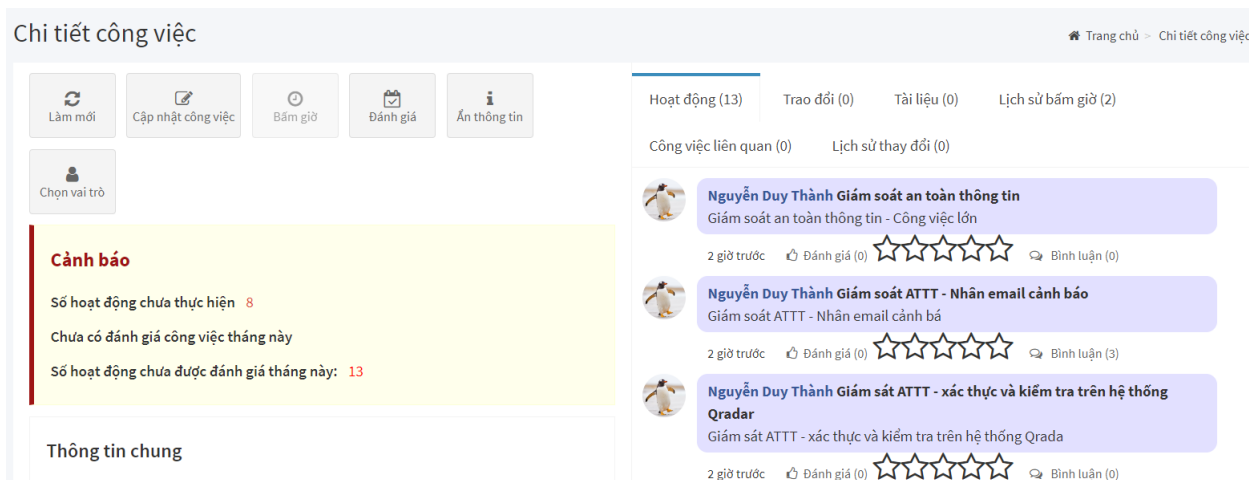 Chi tiết công việc
Trang chủ > Chi tiết công việc
Làm mới
Cập nhật công việc
Bấm giờ
Đánh giá
Ẩn thông tin
Chọn vai trò
Cảnh báo
Số hoạt động chưa thực hiện 8
Chưa có đánh giá công việc tháng này
Số hoạt động chưa được đánh giá tháng này: 13
Thông tin chung
Hoạt động (13)
Trao đổi (0)
Tài liệu (0)
Lịch sử bấm giờ (2)
Công việc liên quan (0)
Lịch sử thay đổi (0)
Nguyễn Duy Thành Giám soát an toàn thông tin
Giám soát an toàn thông tin - Công việc lớn
2 giờ trước Đánh giá (0) Bình luận (0)
Nguyễn Duy Thành Giám soát ATTT - Nhân email cảnh báo
Giám soát ATTT - Nhân email cảnh bá
2 giờ trước Đánh giá (0) Bình luận (3)
Nguyễn Duy Thành Giám sát ATTT - xác thực và kiểm tra trên hệ thống
Qradar
Giám sát ATTT - xác thực và kiểm tra trên hệ thống Qrada
2 giờ trước Đánh giá (0) Bình luận (0)